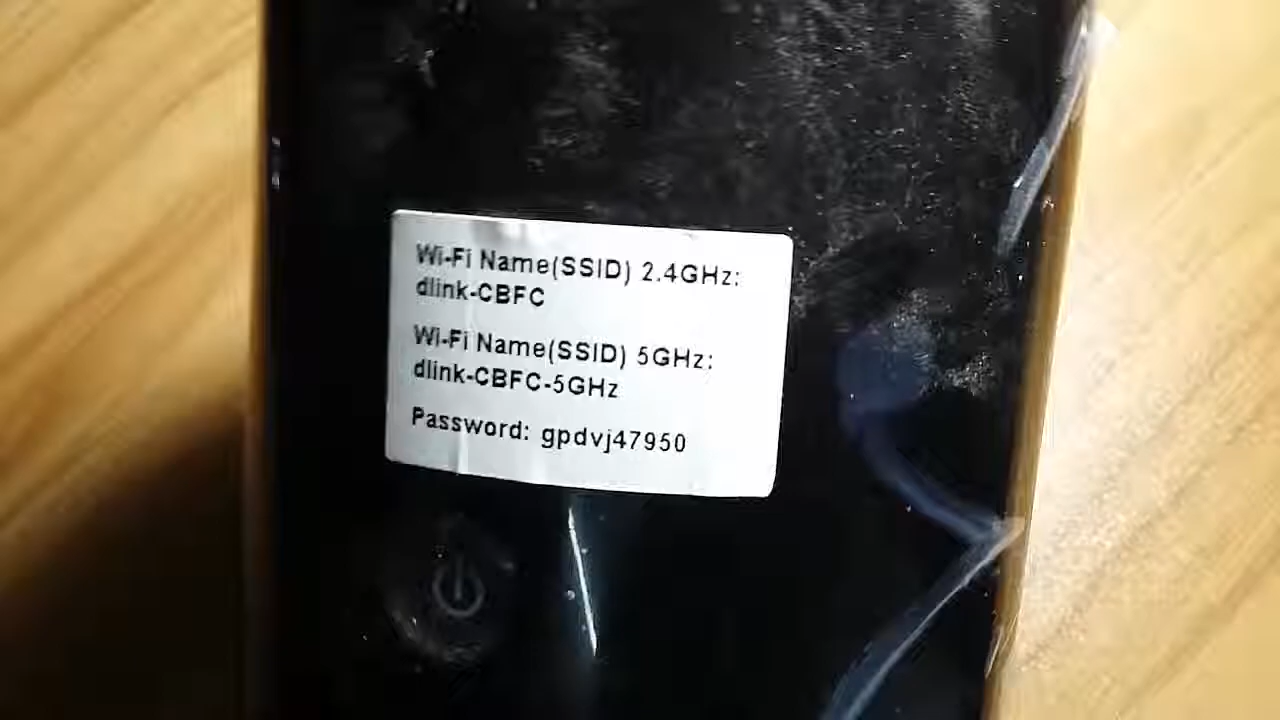 Wi-Fi Name(SSID) 2.4GHz:
dlink-CBFC
Wi-Fi Name(SSID) 5GHz:
dlink-CBFC-5GHz
Password: gpdvj47950